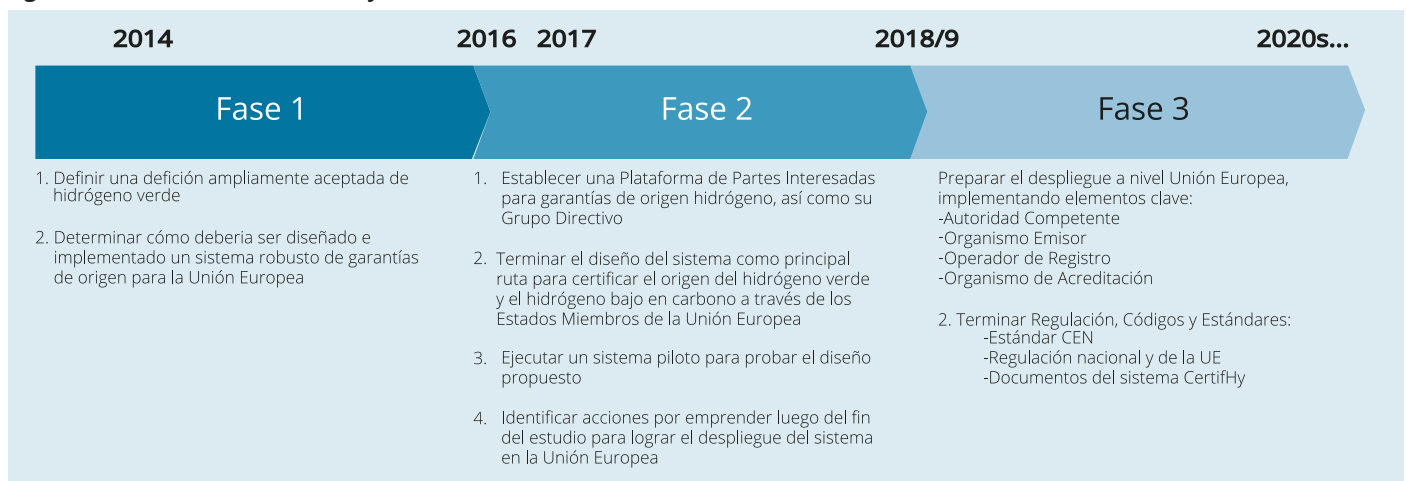 2014 2016 2017 2018/9 2020s...
Fase 1 Fase 2 Fase 3
1. Definir una defición ampliamente aceptada de
hidrógeno verde
2. Determinar cómo deberia ser diseñado e
implementado un sistema robusto de garantías
de origen para la Unión Europea
1. Establecer una Plataforma de Partes Interesadas
para garantías de origen hidrógeno, así como su
Grupo Directivo
2. Terminar el diseño del sistema como principal
ruta para certificar el origen del hidrógeno verde
y el hidrógeno bajo en carbono a través de los
Estados Miembros de la Unión Europea
3. Ejecutar un sistema piloto para probar el diseño
propuesto
4. Identificar acciones por emprender luego del fin
del estudio para lograr el despliegue del sistema
en la Unión Europea
Preparar el despliegue a nivel Unión Europea,
implementando elementos clave:
-Autoridad Competente
-Organismo Emisor
-Operador de Registro
-Organismo de Acreditación
2. Terminar Regulación, Códigos y Estándares:
-Estándar CEN
-Regulación nacional y de la UE
-Documentos del sistema CertifHy